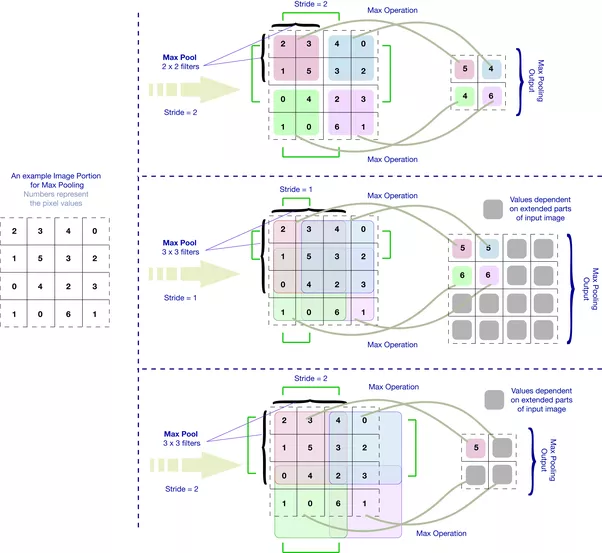 An example Image Portion
for Max Pooling
Numbers represent
the pixel values
2 3 4 0
1 5 3 2
0 4 2 3
1 0 6 1
Stride = 2
Max Operation
Max Pool
2 x 2 filters
Stride = 2
2 3 4 0
1 5 3 2
0 4 2 3
1 0 6 1
5 4
4 6
Max Pooling
Output
Max Operation
Stride = 1
Max Operation
Max Pool
3 x 3 filters
Stride = 1
2 3 4 0
1 5 3 2
0 4 2 3
1 0 6 1
Values dependent
on extended parts
of input image
5 5
6 6
Max Pooling
Output
Max Operation
Stride = 2
Max Operation
Max Pool
3 x 3 filters
Stride = 2
2 3 4 0
1 5 3 2
0 4 2 3
1 0 6 1
Values dependent
on extended parts
of input image
5
Max Pooling
Output
Max Operation